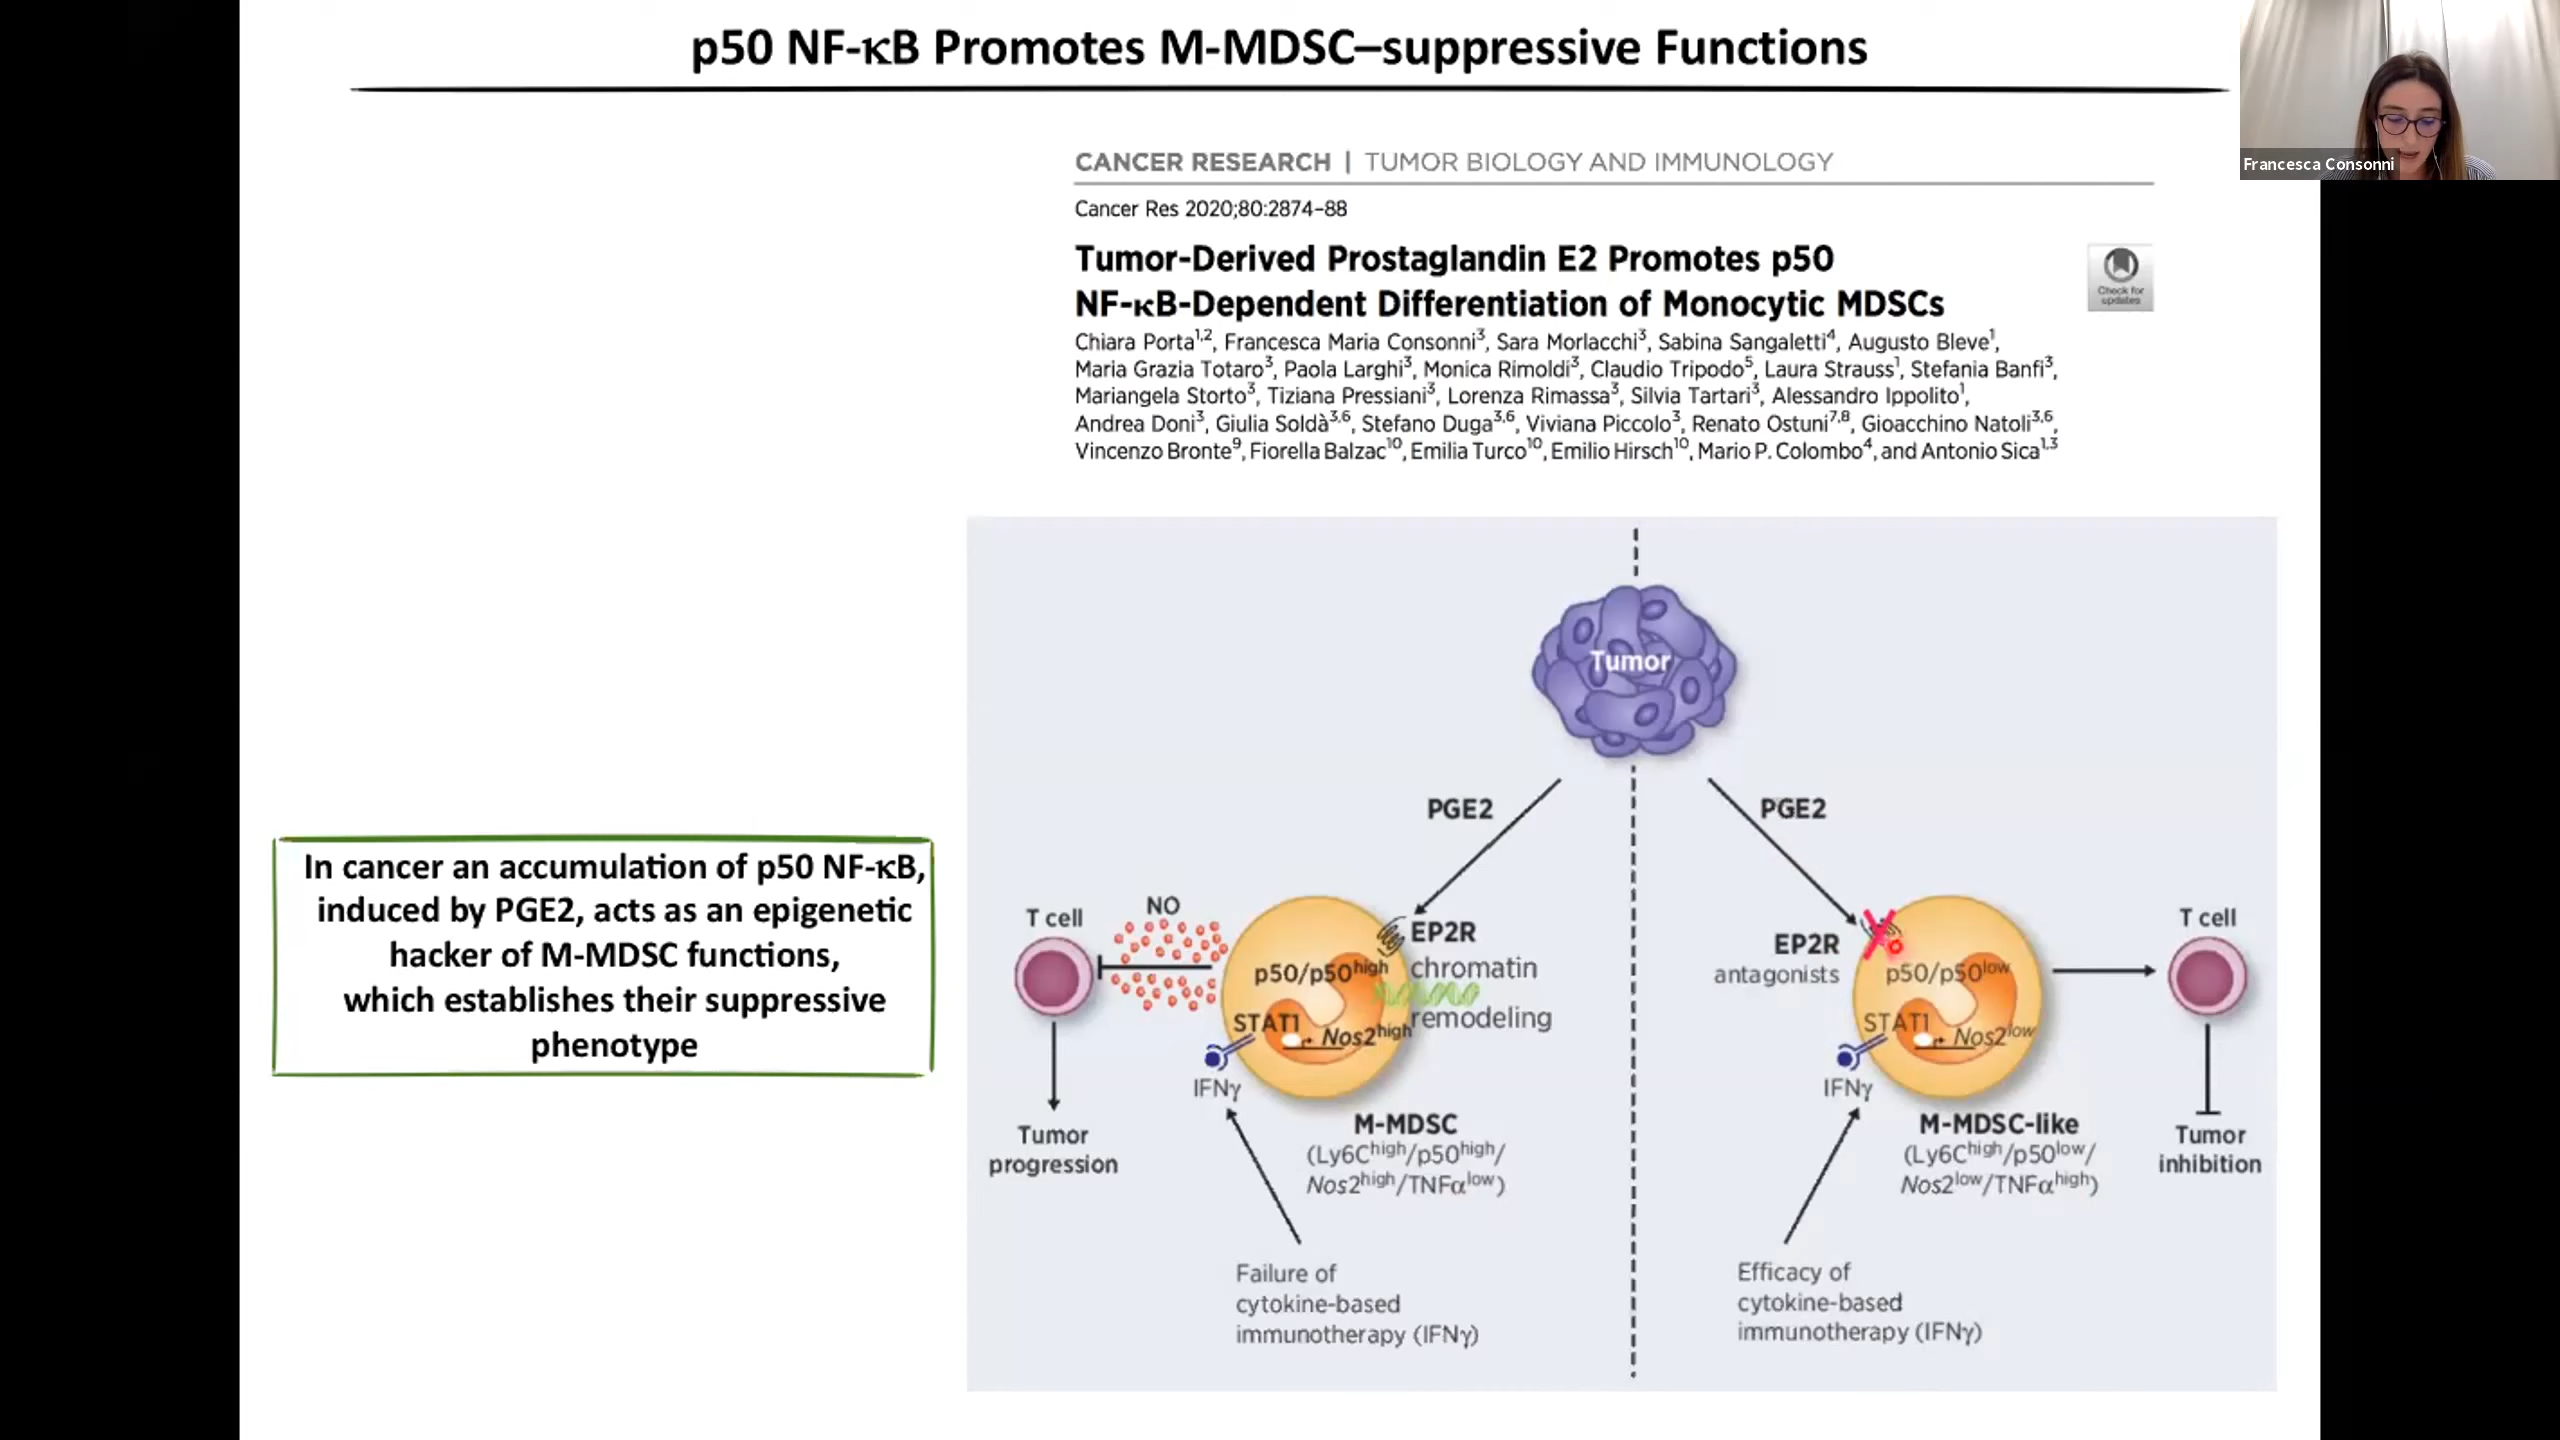 p50 NF-κB Promotes M-MDSC–suppressive Functions
Francesca Consonni
CANCER RESEARCH | TUMOR BIOLOGY AND IMMUNOLOGY
Cancer Res 2020;80:2874–88
Tumor-Derived Prostaglandin E2 Promotes p50
NF-κB-Dependent Differentiation of Monocytic MDSCs
Check for
updates
Chiara Porta1,2, Francesca Maria Consonni3, Sara Morlacchi3, Sabina Sangaletti4, Augusto Bleve1,
Maria Grazia Totaro3, Paola Larghi3, Monica Rimoldi3, Claudio Tripodo5, Laura Strauss1, Stefania Banfi3,
Mariangela Storto3, Tiziana Pressiani3, Lorenza Rimassa3, Silvia Tartari3, Alessandro Ippolito1,
Andrea Doni3, Giulia Soldà3,6, Stefano Duga3,6, Viviana Piccolo3, Renato Ostuni7,8, Gioacchino Natoli3,6,
Vincenzo Bronte9, Fiorella Balzac10, Emilia Turco10, Emilio Hirsch10, Mario P. Colombo4, and Antonio Sica1,3
In cancer an accumulation of p50 NF-κB,
induced by PGE2, acts as an epigenetic
hacker of M-MDSC functions,
which establishes their suppressive
phenotype
Tumor
PGE2
PGE2
T cell
NO
EP2R
p50/p50high
chromatin
remodeling
STAT1
Nos2high
IFNγ
Tumor
progression
M-MDSC
(Ly6Chigh/p50high/
Nos2high/TNFαlow)
Failure of
cytokine-based
immunotherapy (IFNγ)
EP2R
antagonists
p50/p50low
STAT1
Nos2low
IFNγ
T cell
M-MDSC-like
(Ly6Chigh/p50low/
Nos2low/TNFαhigh)
Tumor
inhibition
Efficacy of
cytokine-based
immunotherapy (IFNγ)